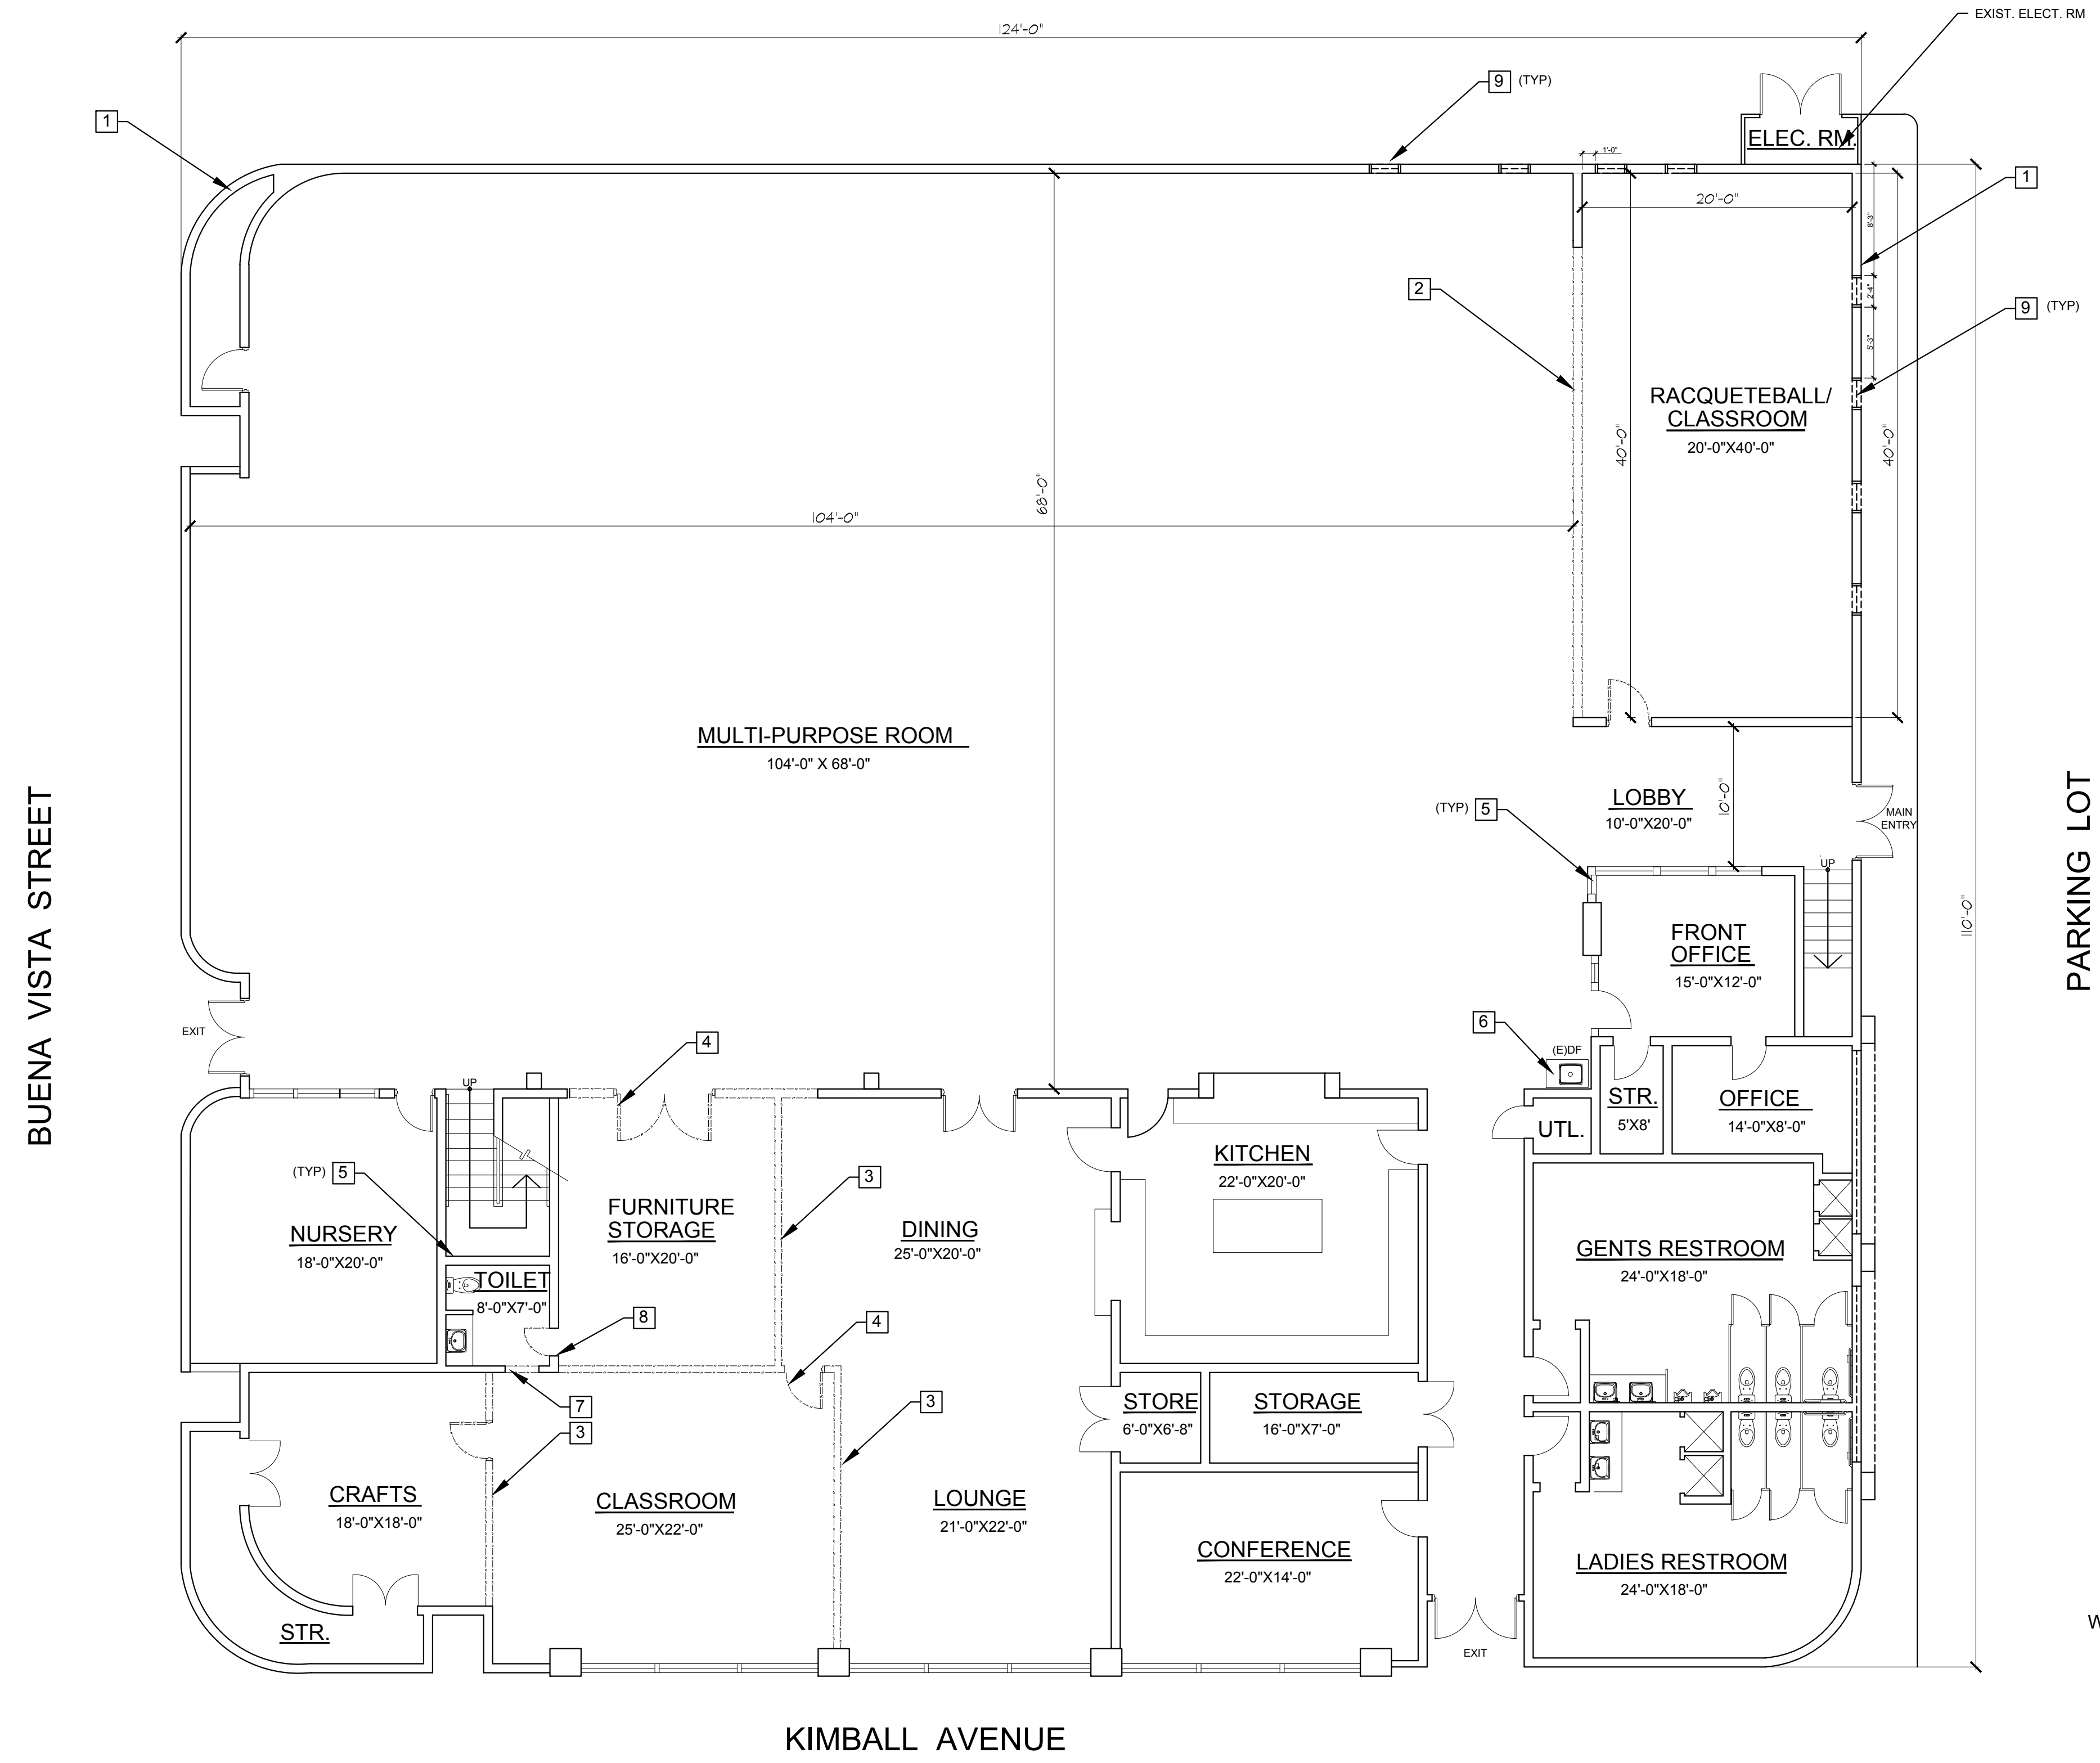 EXIST. ELECT. RM
124'-0"
9 (TYP)
1
ELEC. RM.
1'-0"
1
20'-0"
8'-3"
2
2'-4"
9 (TYP)
5'-3"
RACQUETEBALL/
CLASSROOM
20'-0"X40'-0"
40'-0"
40'-0"
68'-0"
104'-0"
MULTI-PURPOSE ROOM
104'-0" X 68'-0"
BUENA VISTA STREET
PARKING LOT
LOBBY
10'-0"X20'-0"
10'-0"
(TYP) 5
MAIN
ENTRY
UP
110'-0"
FRONT
OFFICE
15'-0"X12'-0"
6
EXIT
4
(E)DF
UP
STR.
5'X8'
OFFICE
14'-0"X8'-0"
UTL.
KITCHEN
22'-0"X20'-0"
(TYP) 5
3
FURNITURE
STORAGE
16'-0"X20'-0"
DINING
25'-0"X20'-0"
NURSERY
18'-0"X20'-0"
GENTS RESTROOM
24'-0"X18'-0"
TOILET
8'-0"X7'-0"
8
4
7
3
3
STORE
6'-0"X6'-8"
STORAGE
16'-0"X7'-0"
CRAFTS
18'-0"X18'-0"
CLASSROOM
25'-0"X22'-0"
LOUNGE
21'-0"X22'-0"
CONFERENCE
22'-0"X14'-0"
LADIES RESTROOM
24'-0"X18'-0"
STR.
EXIT
W
KIMBALL AVENUE